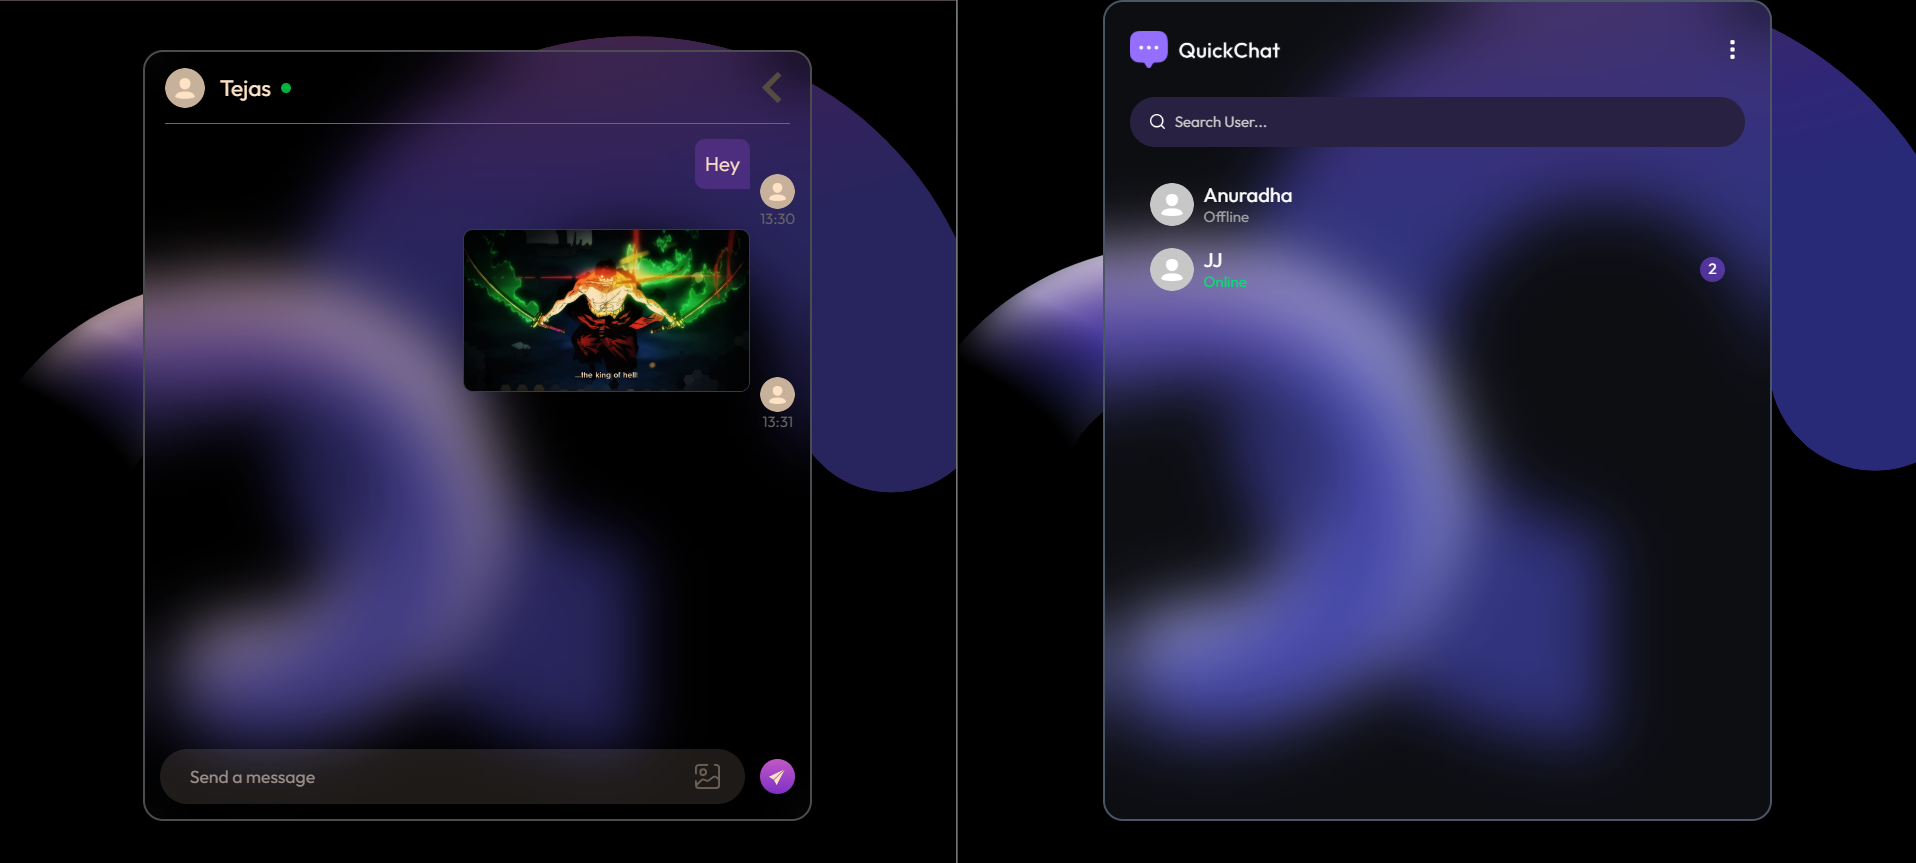 Tejas
Hey
13:30
...the king of hell!
13:31
Send a message
QuickChat
Search User...
Anuradha
Offline
JJ
Online
2